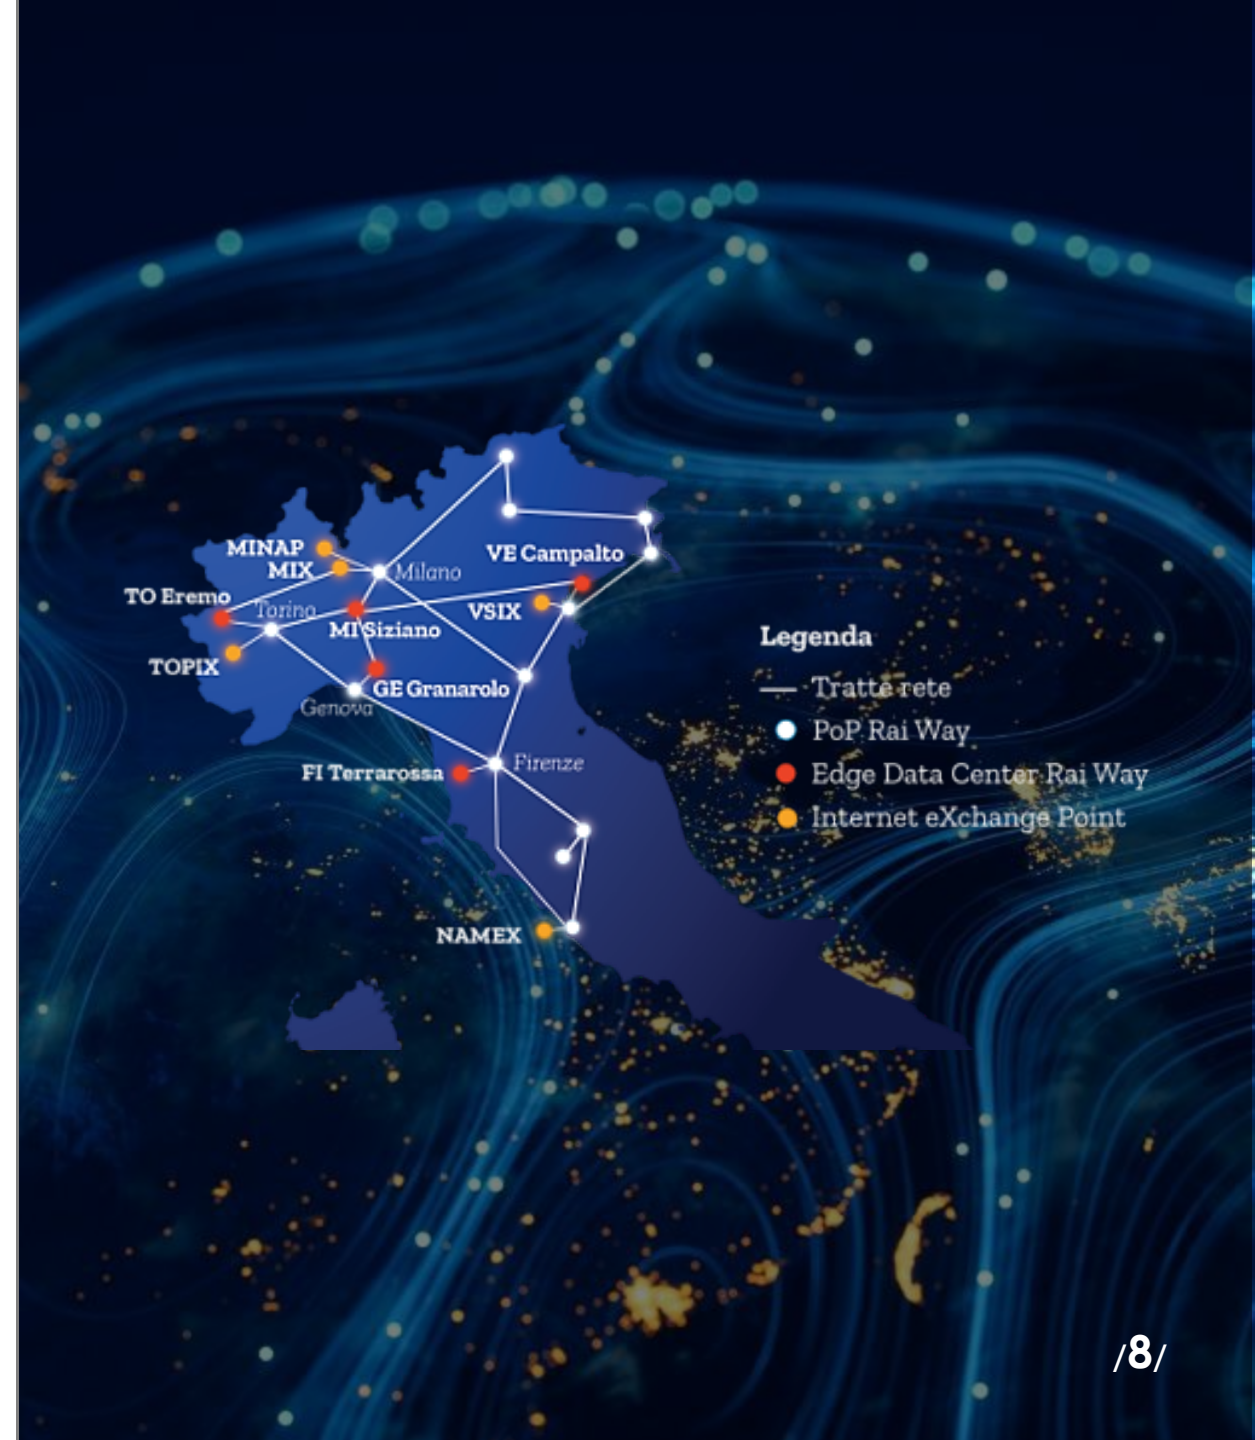 MINAP
MIX
Milano
VE Campalto
TO Eremo
Torino
VSIX
MI Siziano
TOPIX
GE Granarolo
Genova
FI Terrarossa
Firenze
NAMEX
Legenda
Tratte rete
PoP Rai Way
Edge Data Center Rai Way
Internet eXchange Point
/8/